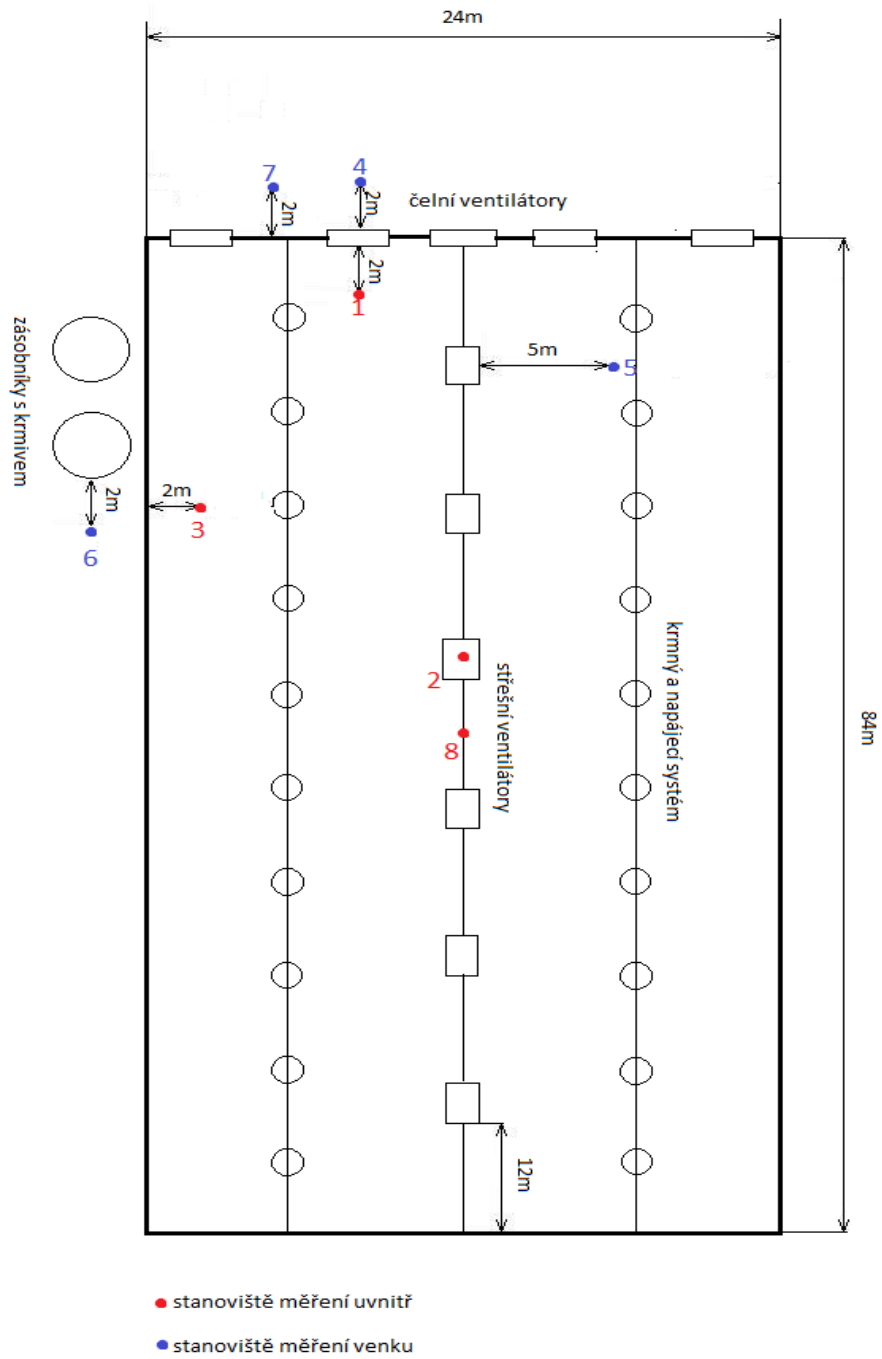 24m
7
4
2m
2m
čelní ventilátory
2m
1
zásobníky s krmivem
5m
5
2m
2m
3
6
krmný a napájecí systém
2
střešní ventilátory
8
84m
12m
stanoviště měření uvnitř
stanoviště měření venku